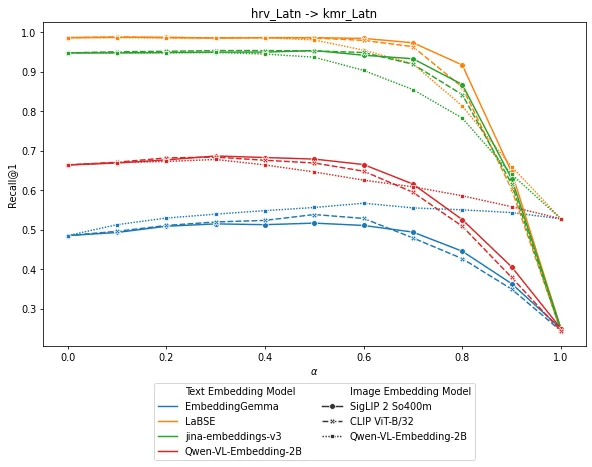 hrv_Latn -> kmr_Latn
Recall@1
1.0
0.9
0.8
0.7
0.6
0.5
0.4
0.3
0.0 0.2 0.4 0.6 0.8 1.0
α
Text Embedding Model Image Embedding Model
EmbeddingGemma SigLIP 2 So400m
LaBSE CLIP ViT-B/32
jina-embeddings-v3 Qwen-VL-Embedding-2B
Qwen-VL-Embedding-2B